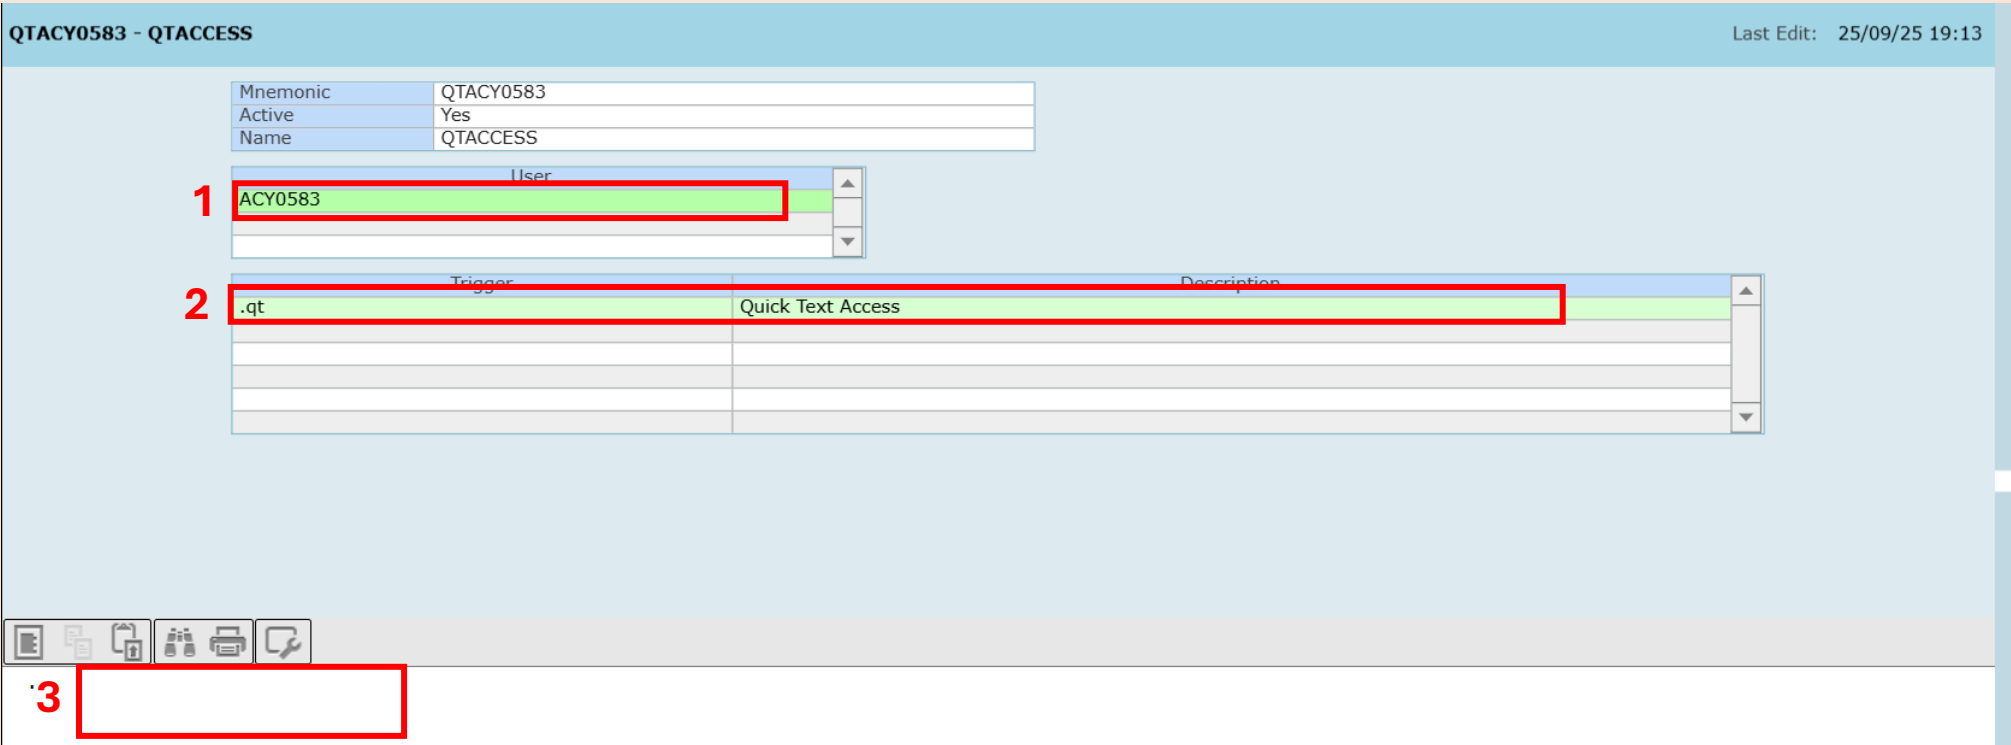 QTACY0583 - QTACCESS
Last Edit: 25/09/25 19:13
Mnemonic QTACY0583
Active Yes
Name QTACCESS
User
1 ACY0583
Trigger Description
2 .qt Quick Text Access
.
3